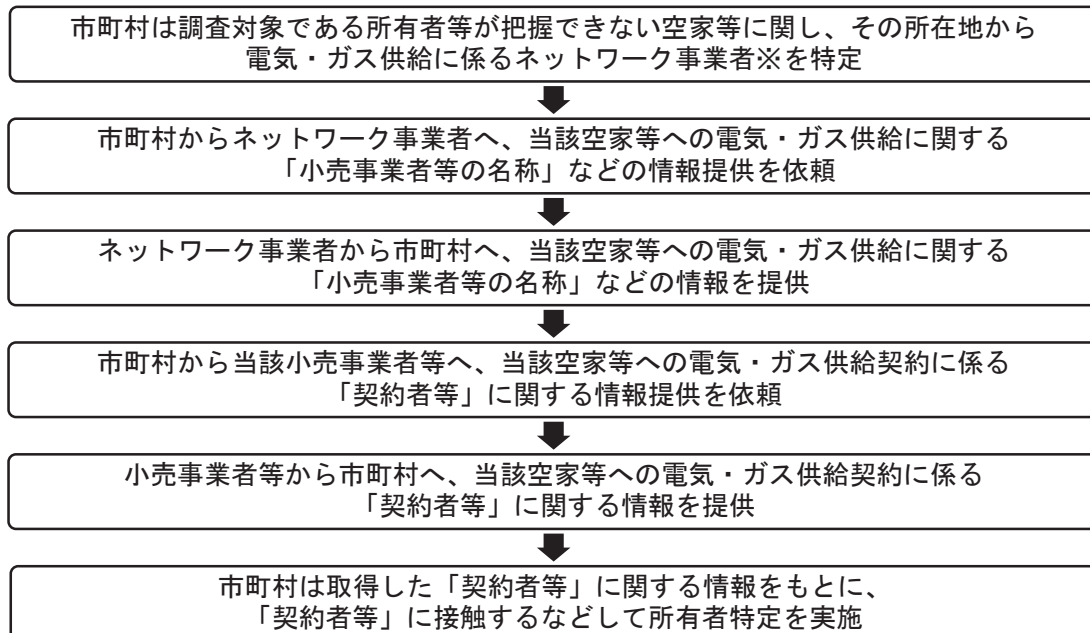 市町村は調査対象である所有者等が把握できない空家等に関し、その所在地から
電気・ガス供給に係るネットワーク事業者※を特定
市町村からネットワーク事業者へ、当該空家等への電気・ガス供給に関する
「小売事業者等の名称」などの情報提供を依頼
ネットワーク事業者から市町村へ、当該空家等への電気・ガス供給に関する
「小売事業者等の名称」などの情報を提供
市町村から当該小売事業者等へ、当該空家等への電気・ガス供給契約に係る
「契約者等」に関する情報提供を依頼
小売事業者等から市町村へ、当該空家等への電気・ガス供給契約に係る
「契約者等」に関する情報を提供
市町村は取得した「契約者等」に関する情報をもとに、
「契約者等」に接触するなどして所有者特定を実施